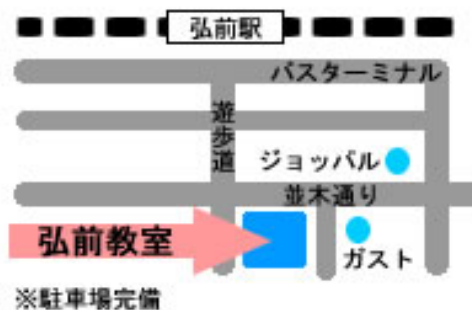 弘前駅
バスターミナル
遊歩道
ジョッパル
並木通り
弘前教室
ガスト
※駐車場完備